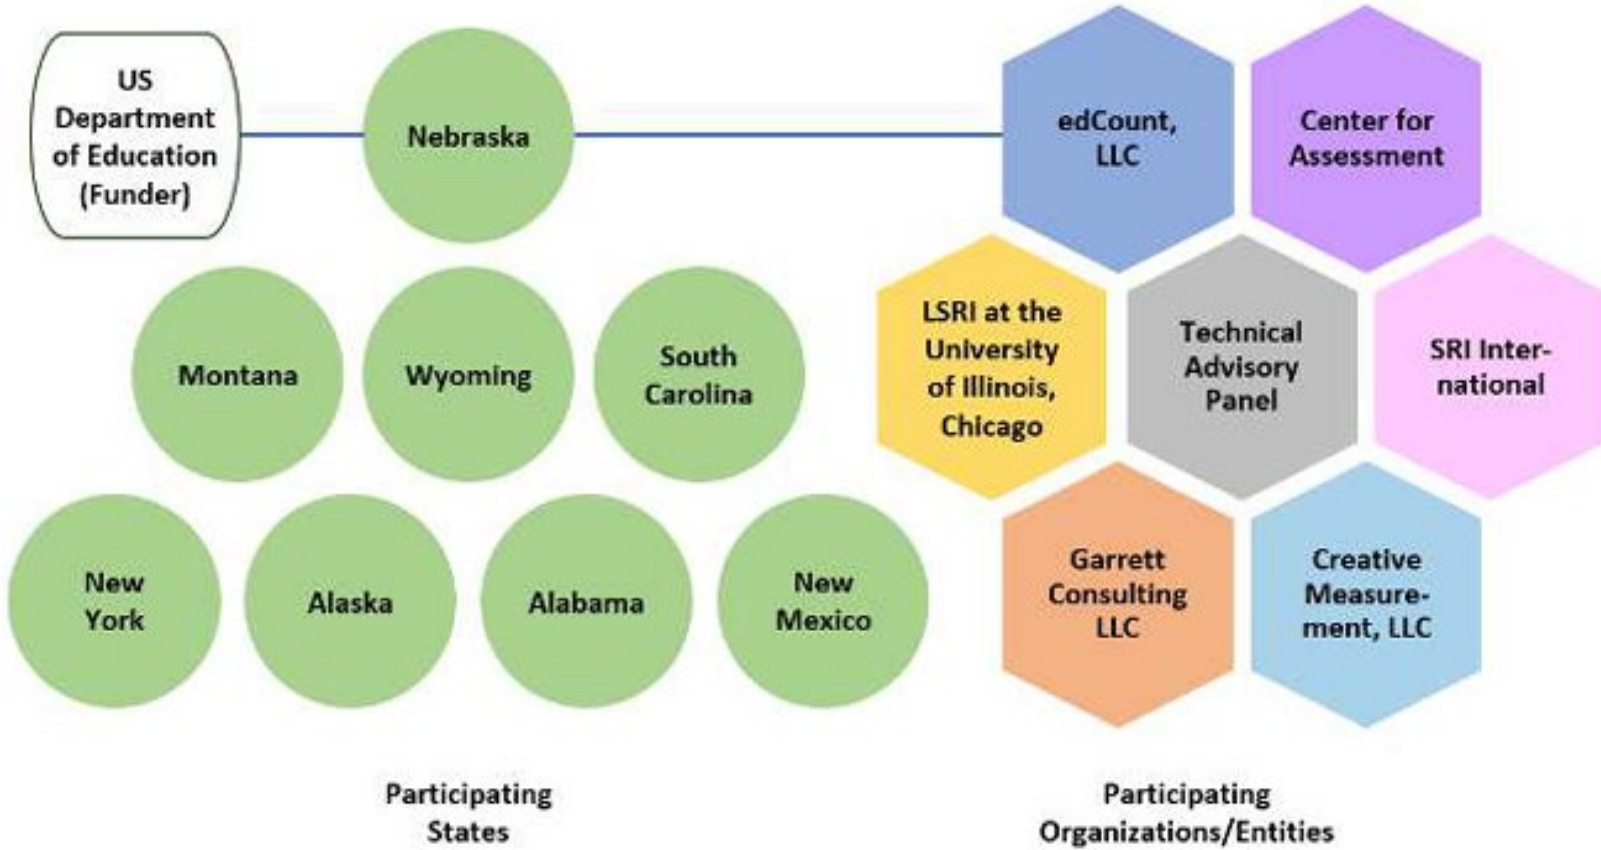 US
Department
of Education
(Funder)
Nebraska
edCount,
LLC
Center for
Assessment
Montana
Wyoming
South
Carolina
LSRI at the
University
of Illinois,
Chicago
Technical
Advisory
Panel
SRI Inter-
national
New
York
Alaska
Alabama
New
Mexico
Garrett
Consulting
LLC
Creative
Measure-
ment, LLC
Participating
States
Participating
Organizations/Entities